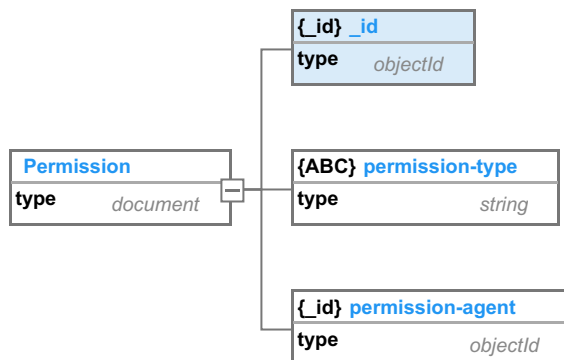 {_id} _id
type objectId
Permission
type document
{ABC} permission-type
type string
{_id} permission-agent
type objectId